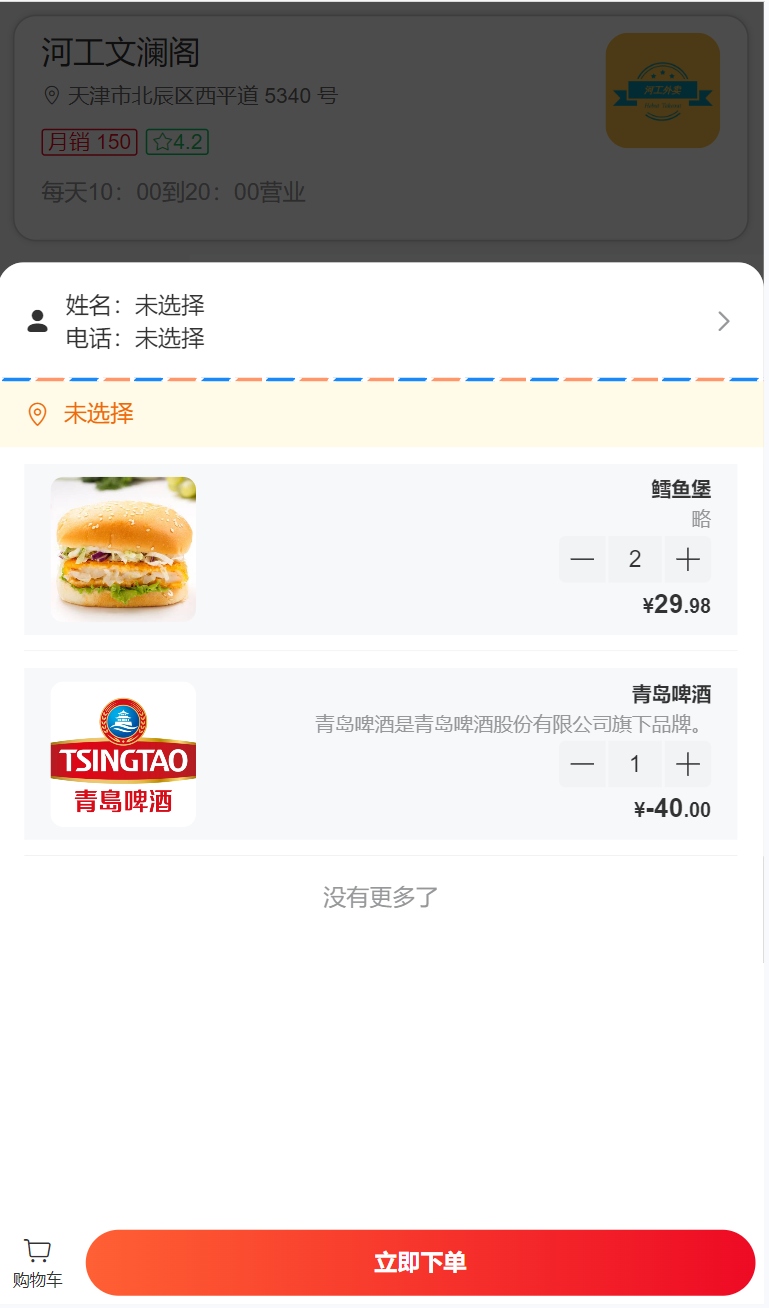 河工文澜阁
天津市北辰区西平道 5340 号
河工外卖
月销 150 ☆4.2
每天10：00到20：00营业
姓名：未选择
电话：未选择
未选择
鳕鱼堡
略
2
¥29.98
青岛啤酒
青岛啤酒是青岛啤酒股份有限公司旗下品牌。
TSINGTAO
青島啤酒
1
¥-40.00
没有更多了
购物车
立即下单